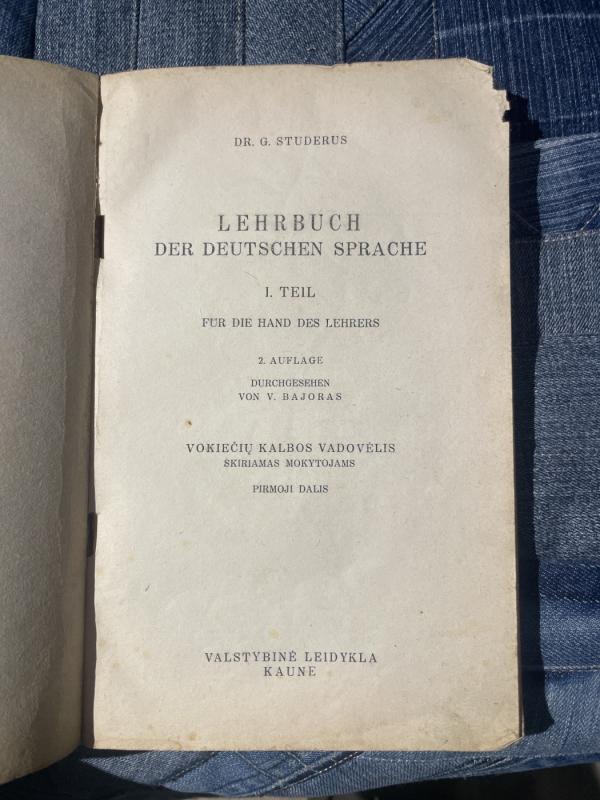 DR. G. STUDERUS
LEHRBUCH
DER DEUTSCHEN SPRACHE
I. TEIL
FÜR DIE HAND DES LEHRERS
2. AUFLAGE
DURCHGESEHEN
VON V. BAJORAS
VOKIEČIŲ KALBOS VADOVĖLIS
SKIRIAMAS MOKYTOJAMS
PIRMOJI DALIS
VALSTYBINĖ LEIDYKLA
KAUNE